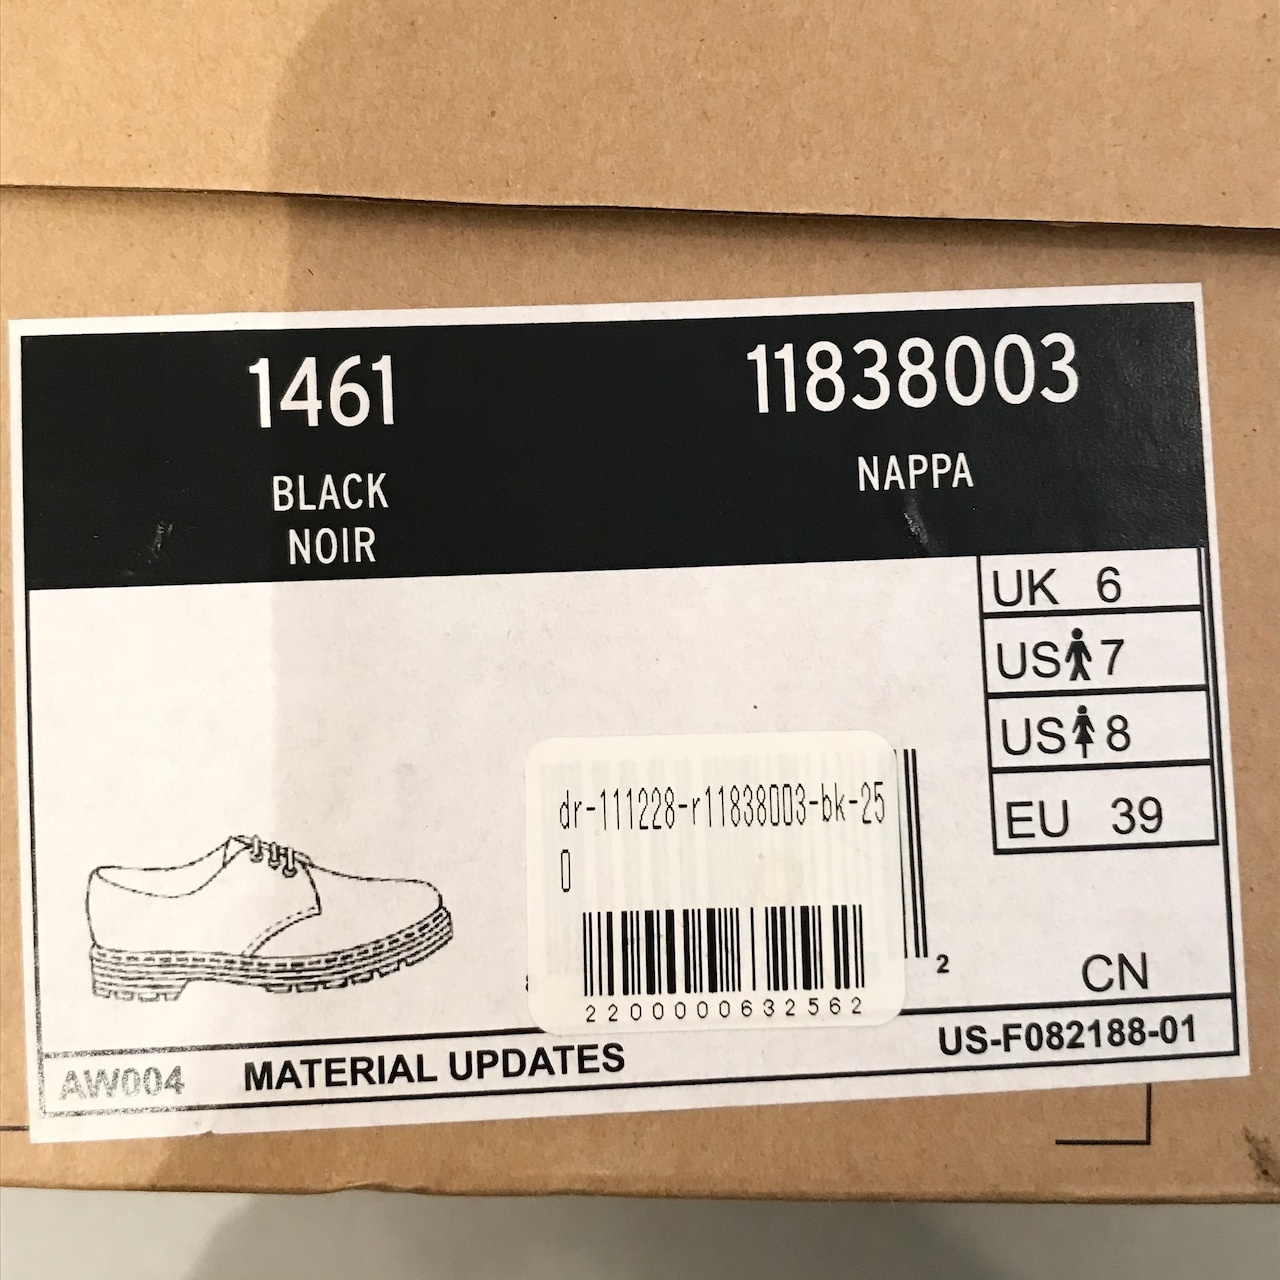 1461
11838003
BLACK
NOIR
NAPPA
UK 6
US 7
US 8
EU 39
dr-111228-r11838003-bk-25
0
2200000632562
2
CN
AW004
MATERIAL UPDATES
US-F082188-01